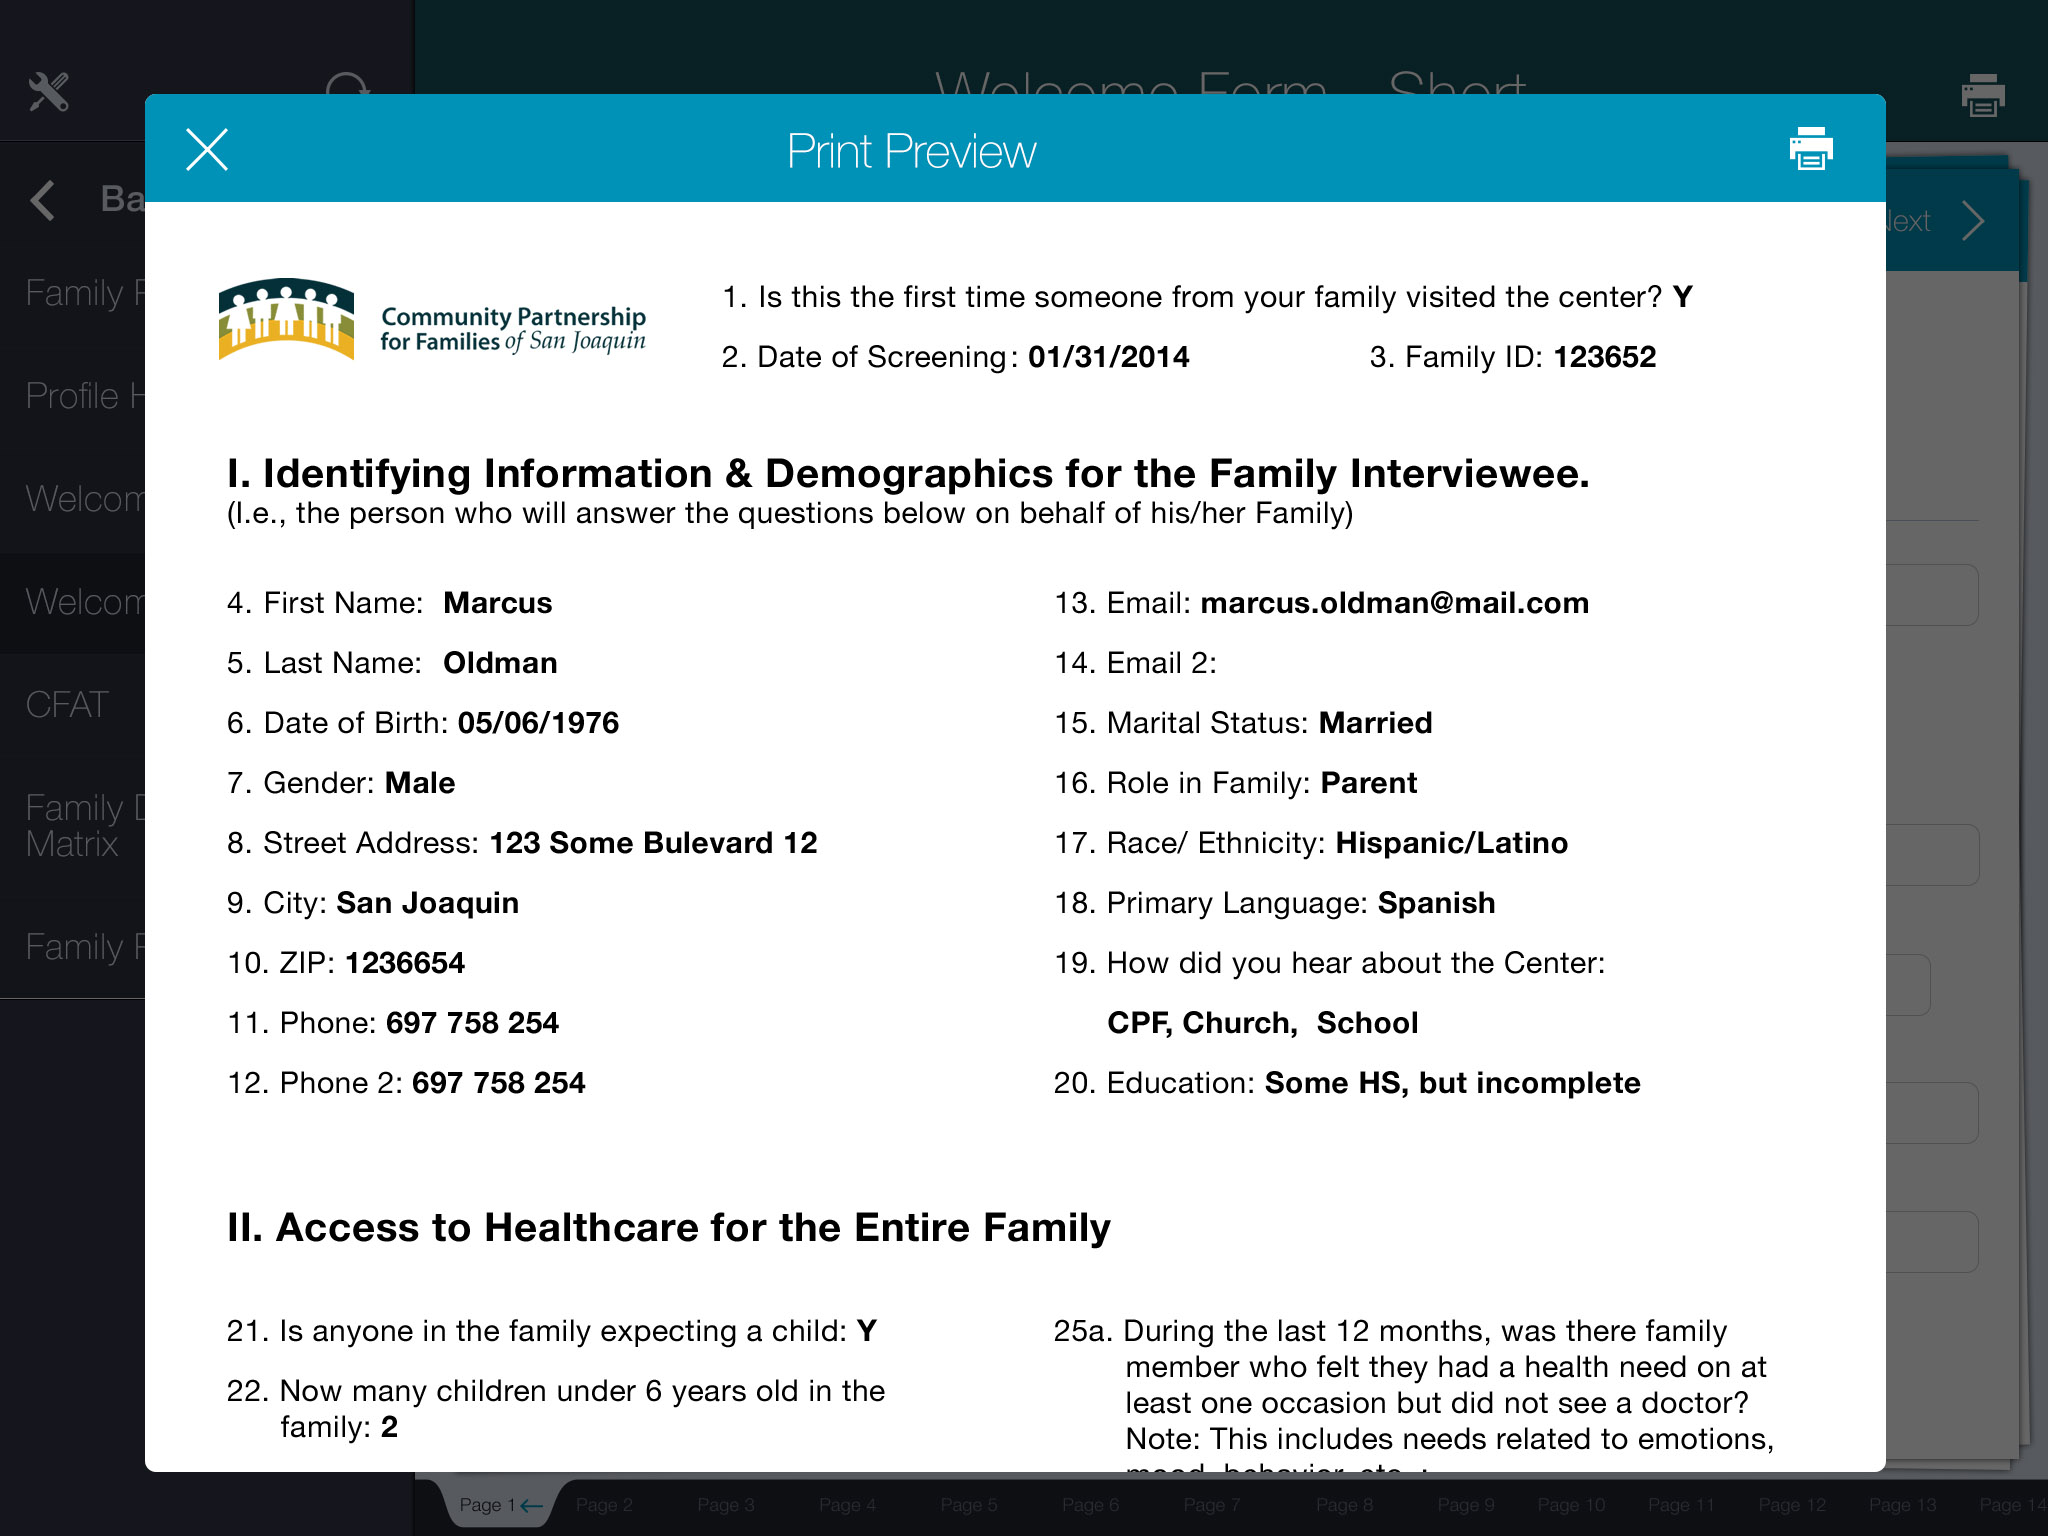 Welcome Form - Short
Print Preview
Ba
Next
Family
Profile
CFAT
Family
Matrix
Family
Community Partnership
for Families of San Joaquin
1. Is this the first time someone from your family visited the center? Y
2. Date of Screening: 01/31/2014 3. Family ID: 123652
I. Identifying Information & Demographics for the Family Interviewee.
(I.e., the person who will answer the questions below on behalf of his/her Family)
4. First Name: Marcus
5. Last Name: Oldman
6. Date of Birth: 05/06/1976
7. Gender: Male
8. Street Address: 123 Some Bulevard 12
9. City: San Joaquin
10. ZIP: 1236654
11. Phone: 697 758 254
12. Phone 2: 697 758 254
13. Email: marcus.oldman@mail.com
14. Email 2:
15. Marital Status: Married
16. Role in Family: Parent
17. Race/ Ethnicity: Hispanic/Latino
18. Primary Language: Spanish
19. How did you hear about the Center:
CPF, Church, School
20. Education: Some HS, but incomplete
II. Access to Healthcare for the Entire Family
21. Is anyone in the family expecting a child: Y
22. Now many children under 6 years old in the
family: 2
25a. During the last 12 months, was there family
member who felt they had a health need on at
least one occasion but did not see a doctor?
Note: This includes needs related to emotions,
mood, behavior, etc. :
Page 1 Page 2 Page 3 Page 4 Page 5 Page 6 Page 7 Page 8 Page 9 Page 10 Page 11 Page 12 Page 13 Page 14